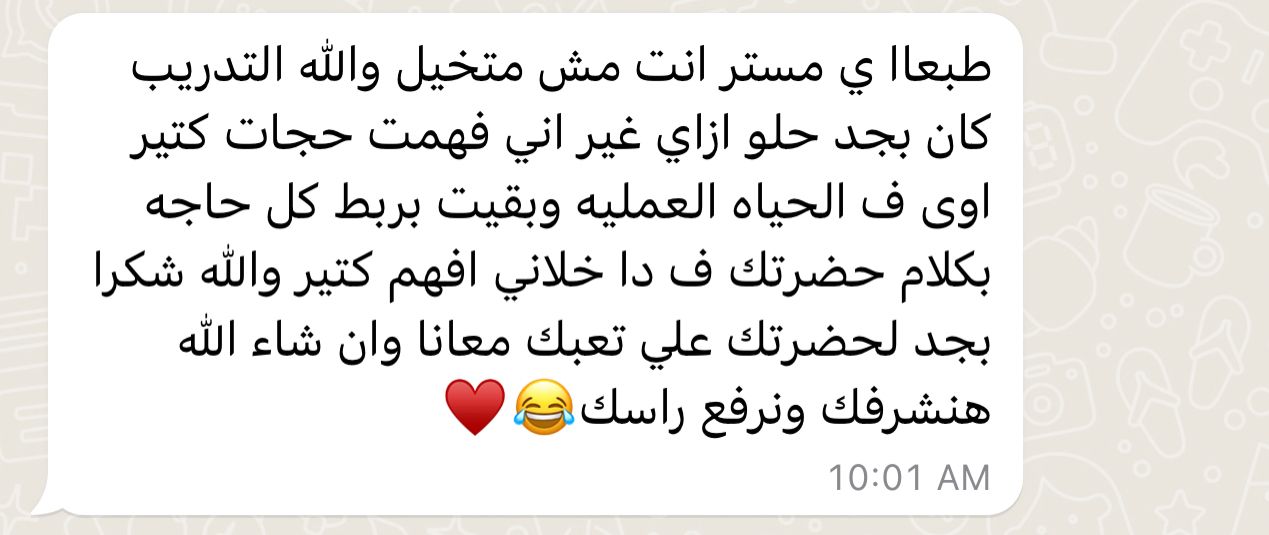 طبعاا ي مستر انت مش متخيل والله التدريب
كان بجد حلو ازاي غير اني فهمت حجات كتير
اوى ف الحياه العمليه وبقيت بربط كل حاجه
بكلام حضرتك ف دا خلاني افهم كتير والله شكرا
بجد لحضرتك علي تعبك معانا وان شاء الله
هنشرفك ونرفع راسك😂♥️
10:01 AM